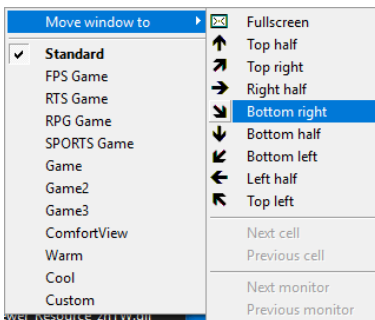 Move window to
Standard
FPS Game
RTS Game
RPG Game
SPORTS Game
Game
Game2
Game3
ComfortView
Warm
Cool
Custom
Fullscreen
Top half
Top right
Right half
Bottom right
Bottom half
Bottom left
Left half
Top left
Next cell
Previous cell
Next monitor
Previous monitor